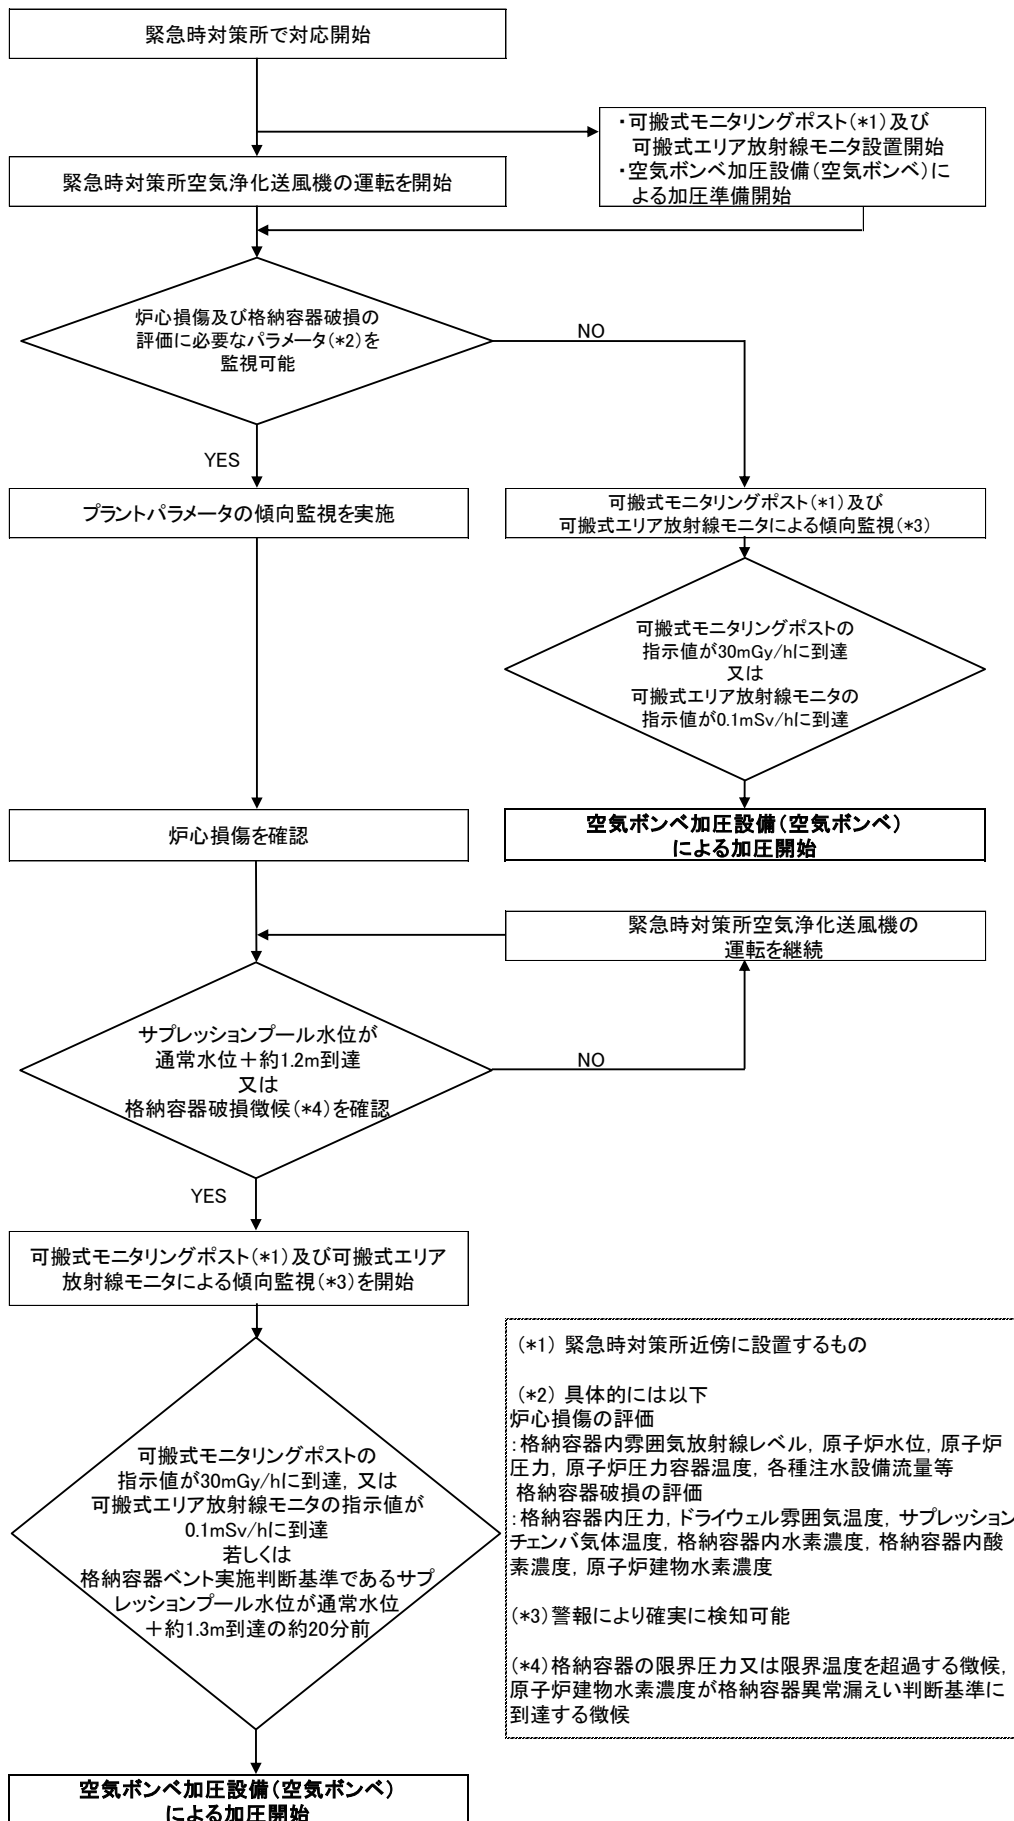 緊急時対策所で対応開始
・可搬式モニタリングポスト(*1)及び
可搬式エリア放射線モニタ設置開始
・空気ボンベ加圧設備(空気ボンベ)に
よる加圧準備開始
緊急時対策所空気浄化送風機の運転を開始
炉心損傷及び格納容器破損の
評価に必要なパラメータ(*2)を
監視可能
NO
YES
プラントパラメータの傾向監視を実施
可搬式モニタリングポスト(*1)及び
可搬式エリア放射線モニタによる傾向監視(*3)
可搬式モニタリングポストの
指示値が30mGy/hに到達
又は
可搬式エリア放射線モニタの
指示値が0.1mSv/hに到達
炉心損傷を確認
空気ボンベ加圧設備(空気ボンベ)
による加圧開始
緊急時対策所空気浄化送風機の
運転を継続
サプレッションプール水位が
通常水位+約1.2m到達
又は
格納容器破損徴候(*4)を確認
NO
YES
可搬式モニタリングポスト(*1)及び可搬式エリア
放射線モニタによる傾向監視(*3)を開始
可搬式モニタリングポストの
指示値が30mGy/hに到達, 又は
可搬式エリア放射線モニタの指示値が
0.1mSv/hに到達
若しくは
格納容器ベント実施判断基準であるサプ
レッションプール水位が通常水位
+約1.3m到達の約20分前
空気ボンベ加圧設備(空気ボンベ)
による加圧開始
(*1) 緊急時対策所近傍に設置するもの
(*2) 具体的には以下
炉心損傷の評価
:格納容器内雰囲気放射線レベル, 原子炉水位, 原子炉
圧力, 原子炉圧力容器温度, 各種注水設備流量等
格納容器破損の評価
:格納容器内圧力, ドライウェル雰囲気温度, サプレッション
チェンバ気体温度, 格納容器内水素濃度, 格納容器内酸
素濃度, 原子炉建物水素濃度
(*3)警報により確実に検知可能
(*4)格納容器の限界圧力又は限界温度を超過する徴候,
原子炉建物水素濃度が格納容器異常漏えい判断基準に
到達する徴候